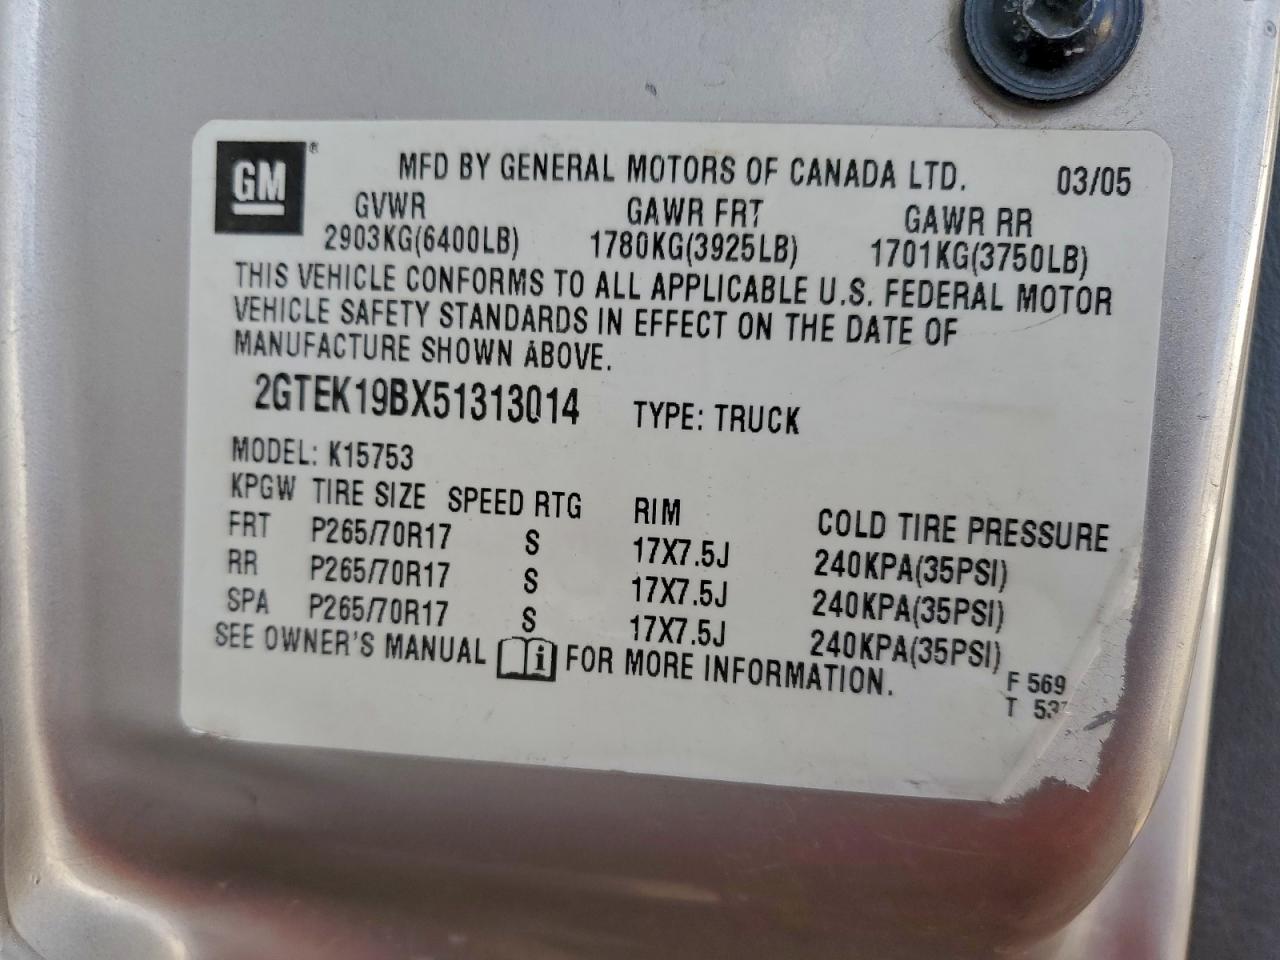 GM® MFD BY GENERAL MOTORS OF CANADA LTD. 03/05
GVWR GAWR FRT GAWR RR
2903KG(6400LB) 1780KG(3925LB) 1701KG(3750LB)
THIS VEHICLE CONFORMS TO ALL APPLICABLE U.S. FEDERAL MOTOR
VEHICLE SAFETY STANDARDS IN EFFECT ON THE DATE OF
MANUFACTURE SHOWN ABOVE.
2GTEK19BX51313014 TYPE: TRUCK
MODEL: K15753
KPGW TIRE SIZE SPEED RTG RIM COLD TIRE PRESSURE
FRT P265/70R17 S 17X7.5J 240KPA(35PSI)
RR P265/70R17 S 17X7.5J 240KPA(35PSI)
SPA P265/70R17 S 17X7.5J 240KPA(35PSI)
SEE OWNER'S MANUAL i FOR MORE INFORMATION.
F 569
T